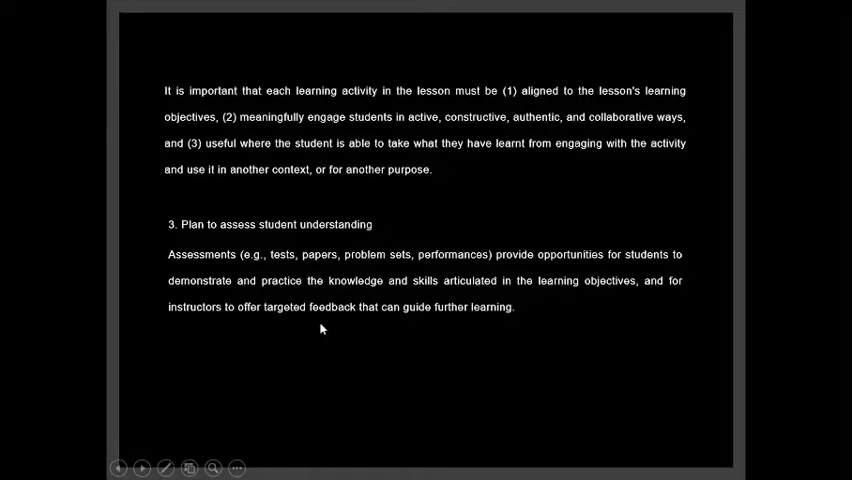 It is important that each learning activity in the lesson must be (1) aligned to the lesson's learning
objectives, (2) meaningfully engage students in active, constructive, authentic, and collaborative ways,
and (3) useful where the student is able to take what they have learnt from engaging with the activity
and use it in another context, or for another purpose.
3. Plan to assess student understanding
Assessments (e.g., tests, papers, problem sets, performances) provide opportunities for students to
demonstrate and practice the knowledge and skills articulated in the learning objectives, and for
instructors to offer targeted feedback that can guide further learning.